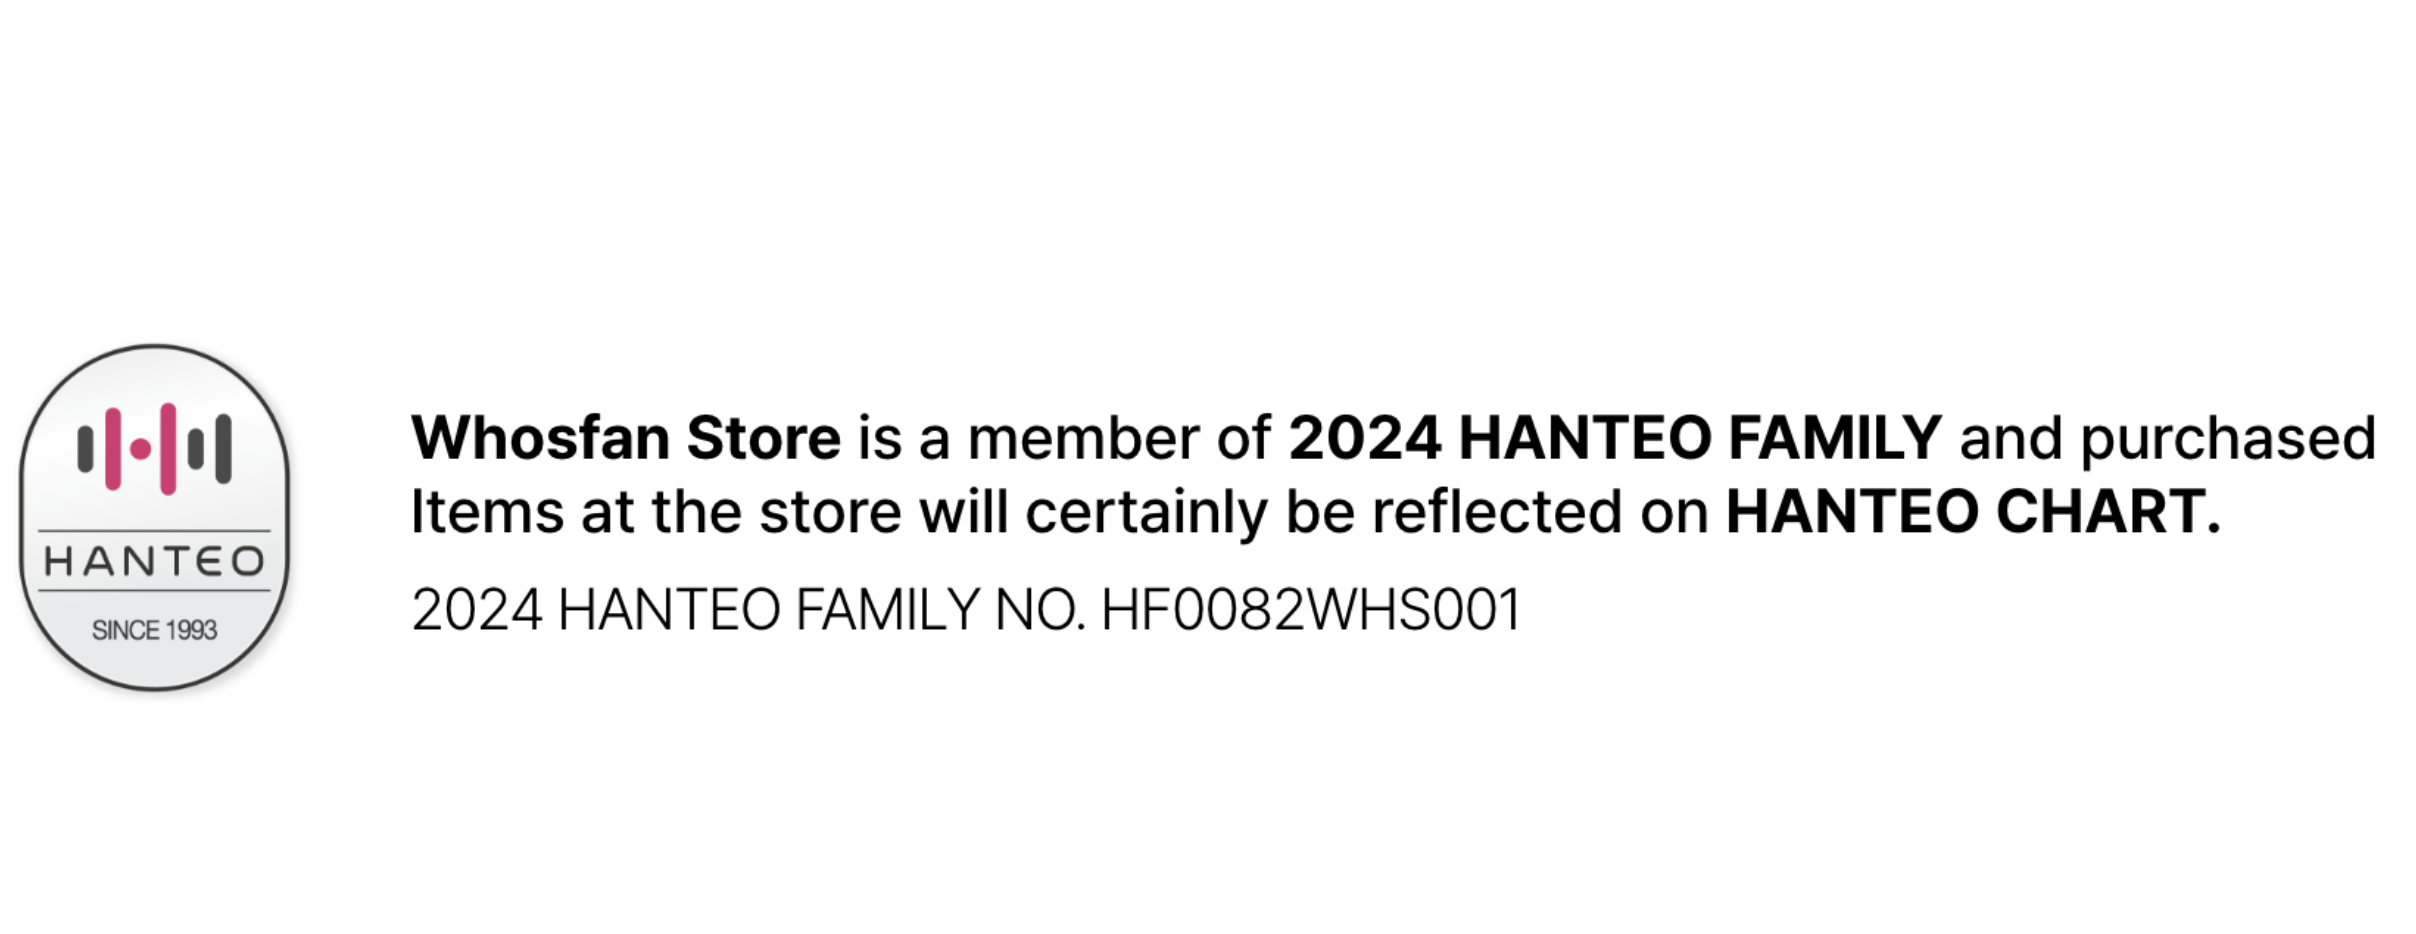 HANTEO
SINCE 1993
Whosfan Store is a member of 2024 HANTEO FAMILY and purchased
Items at the store will certainly be reflected on HANTEO CHART.
2024 HANTEO FAMILY NO. HF0082WHS001